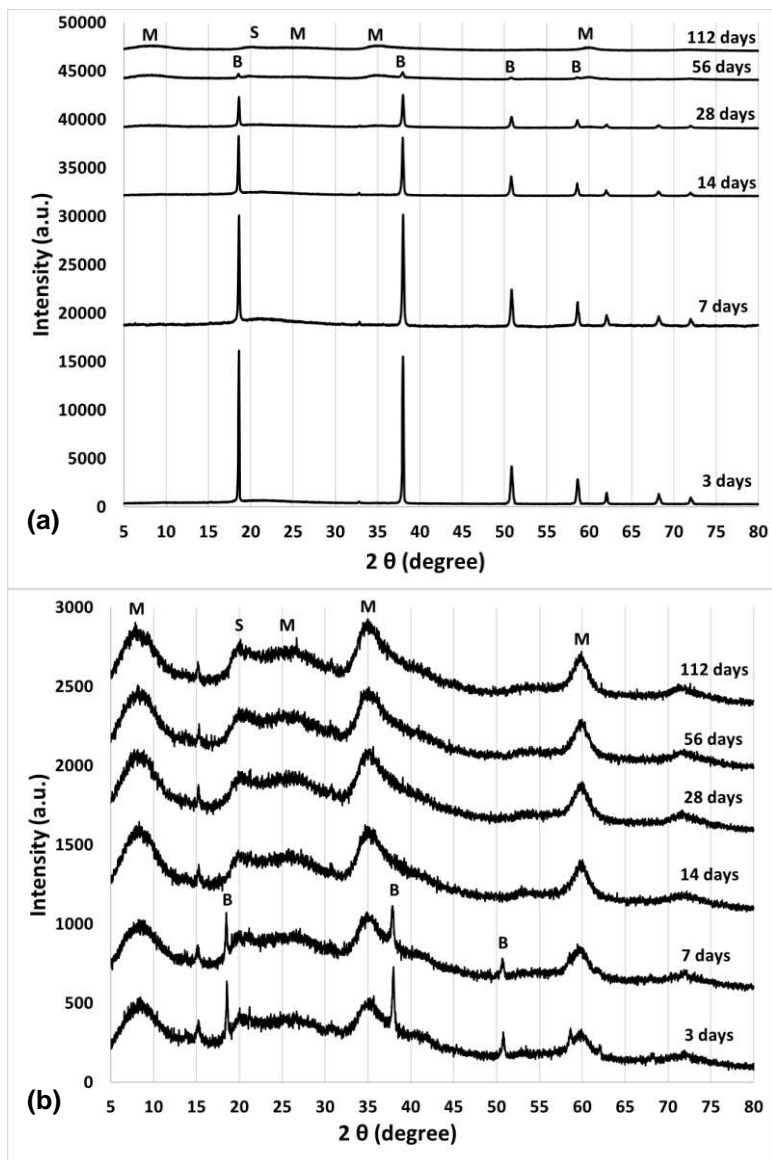 50000
M S M M M 112 days
45000
B B B B 56 days
40000
28 days
35000
14 days
30000
25000
20000
7 days
15000
10000
5000
3 days
0
Intensity (a.u.)
(a)
5 10 15 20 25 30 35 40 45 50 55 60 65 70 75 80
2 θ (degree)
3000
M S M M M
112 days
2500
56 days
2000
28 days
1500
14 days
1000
B B B
7 days
500
3 days
0
Intensity (a.u.)
(b)
5 10 15 20 25 30 35 40 45 50 55 60 65 70 75 80
2 θ (degree)